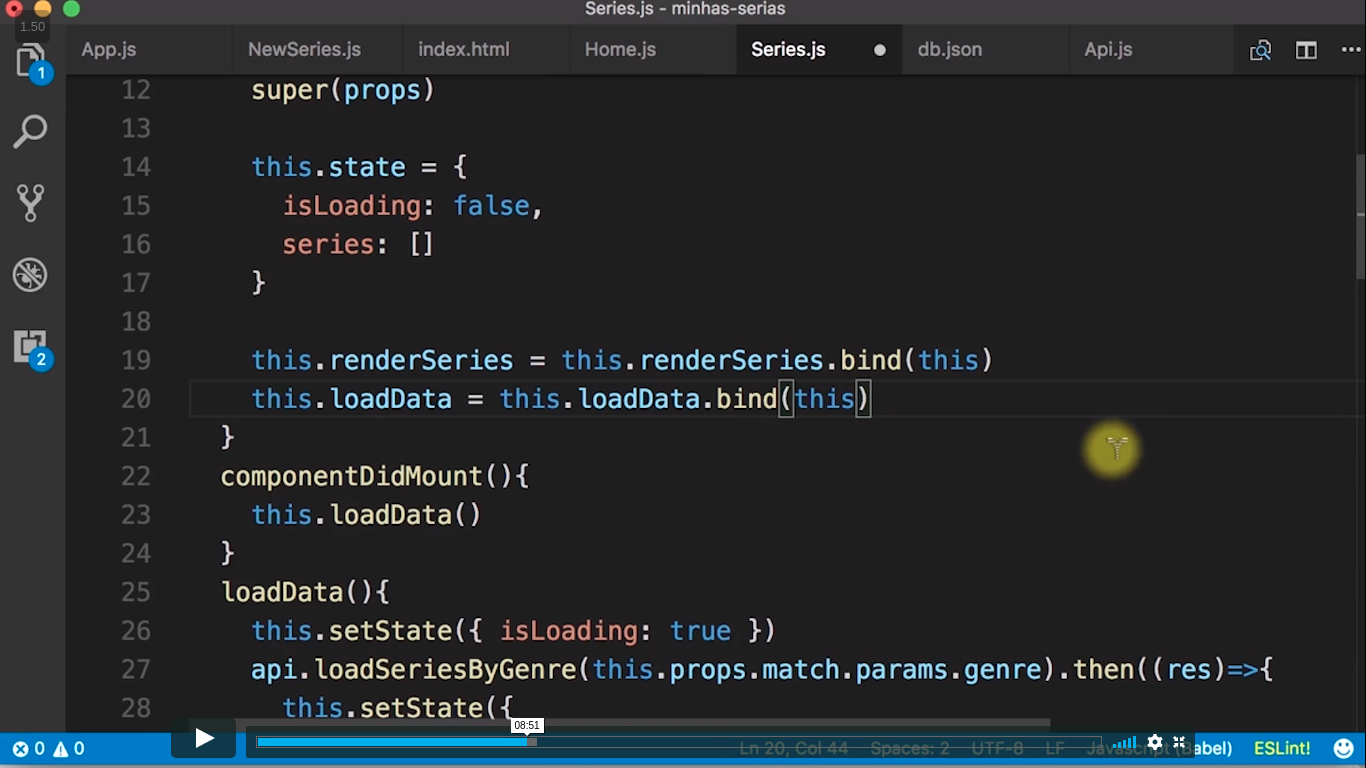 Series.js - minhas-serias
1.50
App.js NewSeries.js index.html Home.js Series.js db.json Api.js
1
2
12 super(props)
13
14 this.state = {
15 isLoading: false,
16 series: []
17 }
18
19 this.renderSeries = this.renderSeries.bind(this)
20 this.loadData = this.loadData.bind(this)
21 }
22 componentDidMount(){
23 this.loadData()
24 }
25 loadData(){
26 this.setState({ isLoading: true })
27 api.loadSeriesByGenre(this.props.match.params.genre).then((res)=>{
28 this.setState({
08:51
0 0 Ln 20, Col 44 Spaces: 2 UTF-8 LF Javascript (Babel) ESLint!